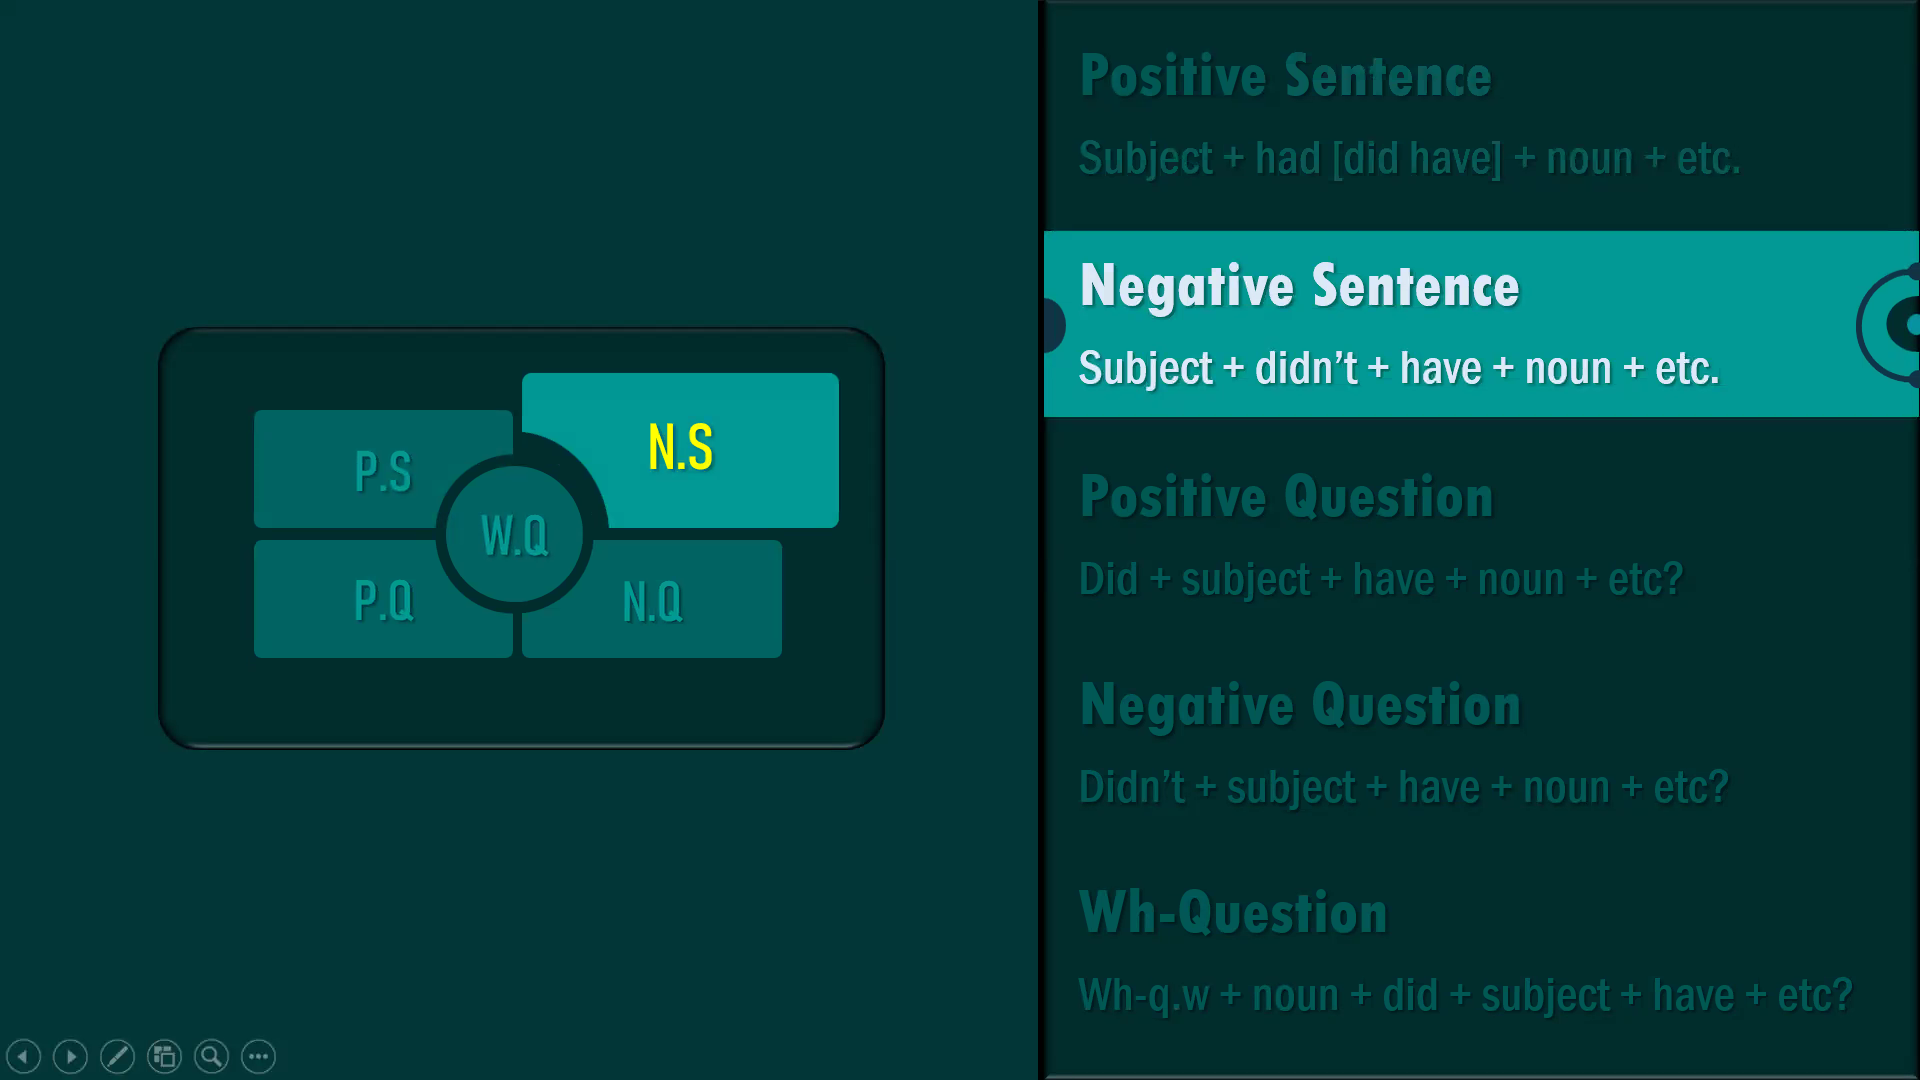 P.S
N.S
W.Q
P.Q
N.Q
Positive Sentence
Subject + had [did have] + noun + etc.
Negative Sentence
Subject + didn’t + have + noun + etc.
Positive Question
Did + subject + have + noun + etc?
Negative Question
Didn’t + subject + have + noun + etc?
Wh-Question
Wh-q.w + noun + did + subject + have + etc?